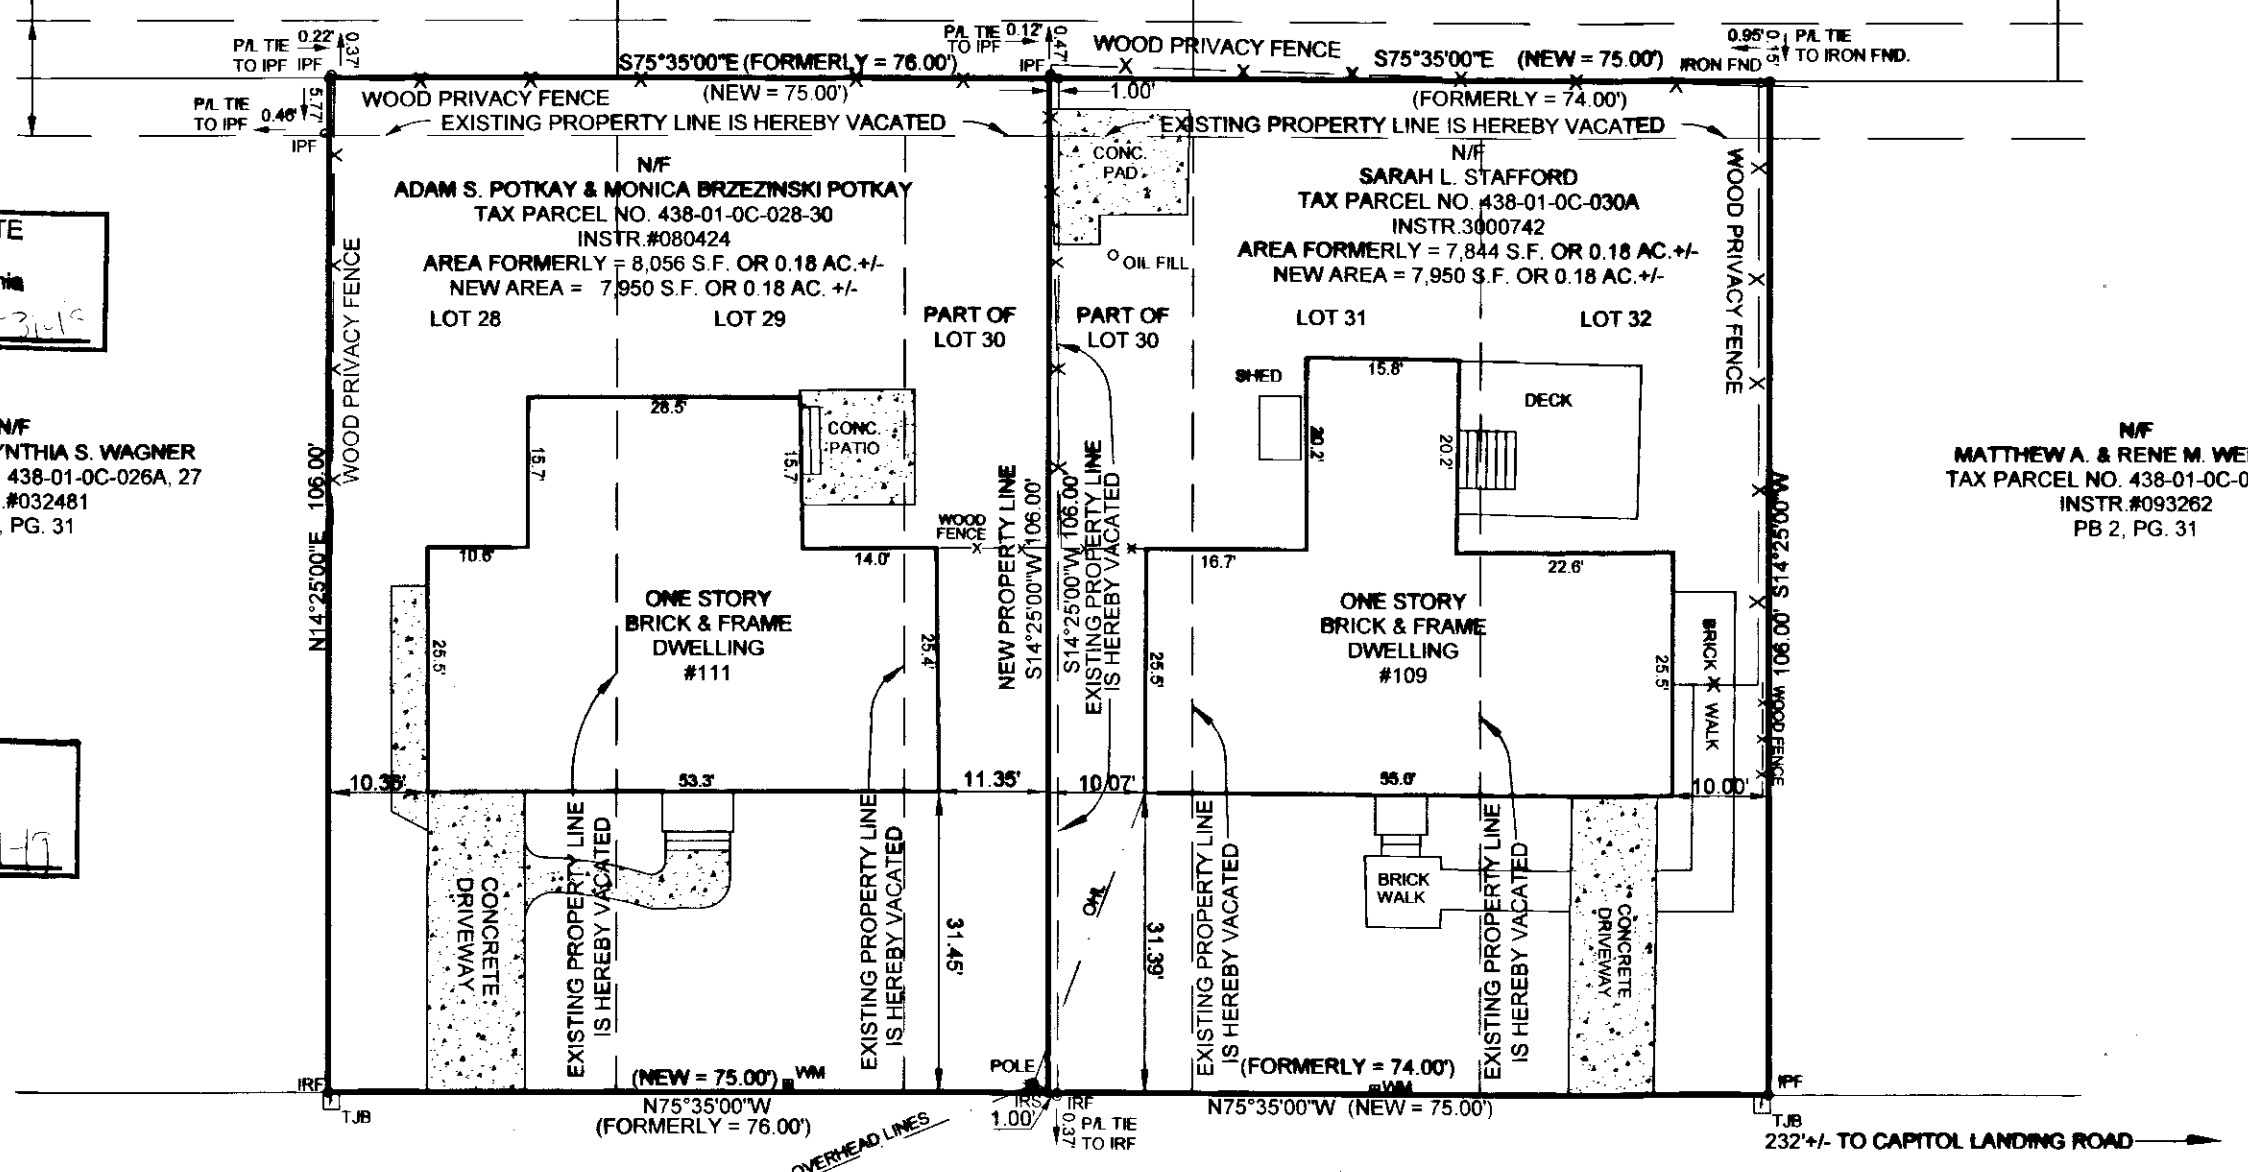 P/L TIE 0.22' 0.37'
TO IPF IPF
S75°35'00"E (FORMERLY = 76.00')
(NEW = 75.00')
P/L TIE 0.12' 0.47'
TO IPF
IPF
WOOD PRIVACY FENCE
S75°35'00"E (NEW = 75.00')
(FORMERLY = 74.00')
0.95' 0.15' P/L TIE
IRON FND TO IRON FND.
5.77'
P/L TIE 0.46'
TO IPF
IPF
WOOD PRIVACY FENCE
1.00'
EXISTING PROPERTY LINE IS HEREBY VACATED
EXISTING PROPERTY LINE IS HEREBY VACATED
N/F
ADAM S. POTKAY & MONICA BRZEZINSKI POTKAY
TAX PARCEL NO. 438-01-0C-028-30
INSTR.#080424
AREA FORMERLY = 8,056 S.F. OR 0.18 AC.+/-
NEW AREA = 7,950 S.F. OR 0.18 AC. +/-
LOT 28
LOT 29
PART OF
LOT 30
CONC.
PAD
OIL FILL
N/F
SARAH L. STAFFORD
TAX PARCEL NO. 438-01-0C-030A
INSTR.3000742
AREA FORMERLY = 7,844 S.F. OR 0.18 AC.+/-
NEW AREA = 7,950 S.F. OR 0.18 AC.+/-
PART OF
LOT 30
LOT 31
LOT 32
WOOD PRIVACY FENCE
WOOD PRIVACY FENCE
N/F
YNTHIA S. WAGNER
438-01-0C-026A, 27
.#032481
, PG. 31
N14°25'00"E 106.00'
28.5'
15.7'
15.7'
CONC.
PATIO
10.6'
14.0'
WOOD
FENCE
ONE STORY
BRICK & FRAME
DWELLING
#111
25.5'
25.4'
NEW PROPERTY LINE
S14°25'00"W 106.00'
S14°25'00"W 106.00'
EXISTING PROPERTY LINE
IS HEREBY VACATED
SHED
15.8'
20.2'
20.2'
DECK
16.7'
22.6'
ONE STORY
BRICK & FRAME
DWELLING
#109
25.5'
25.5'
BRICK WALK
WOOD FENCE
106.00' S14°25'00"W
N/F
MATTHEW A. & RENE M. WE
TAX PARCEL NO. 438-01-0C-0
INSTR.#093262
PB 2, PG. 31
10.35'
53.3'
11.35'
10.07'
55.0'
10.00'
CONCRETE
DRIVEWAY
EXISTING PROPERTY LINE
IS HEREBY VACATED
EXISTING PROPERTY LINE
IS HEREBY VACATED
31.45'
31.39'
EXISTING PROPERTY LINE
IS HEREBY VACATED
BRICK
WALK
EXISTING PROPERTY LINE
IS HEREBY VACATED
CONCRETE
DRIVEWAY
IRF
TJB
(NEW = 75.00')
WM
N75°35'00"W
(FORMERLY = 76.00')
POLE
IRS
IRF
1.00'
0.37'
P/L TIE
TO IRF
OVERHEAD LINES
(FORMERLY = 74.00')
WM
N75°35'00"W (NEW = 75.00')
IPF
TJB
232'+/- TO CAPITOL LANDING ROAD